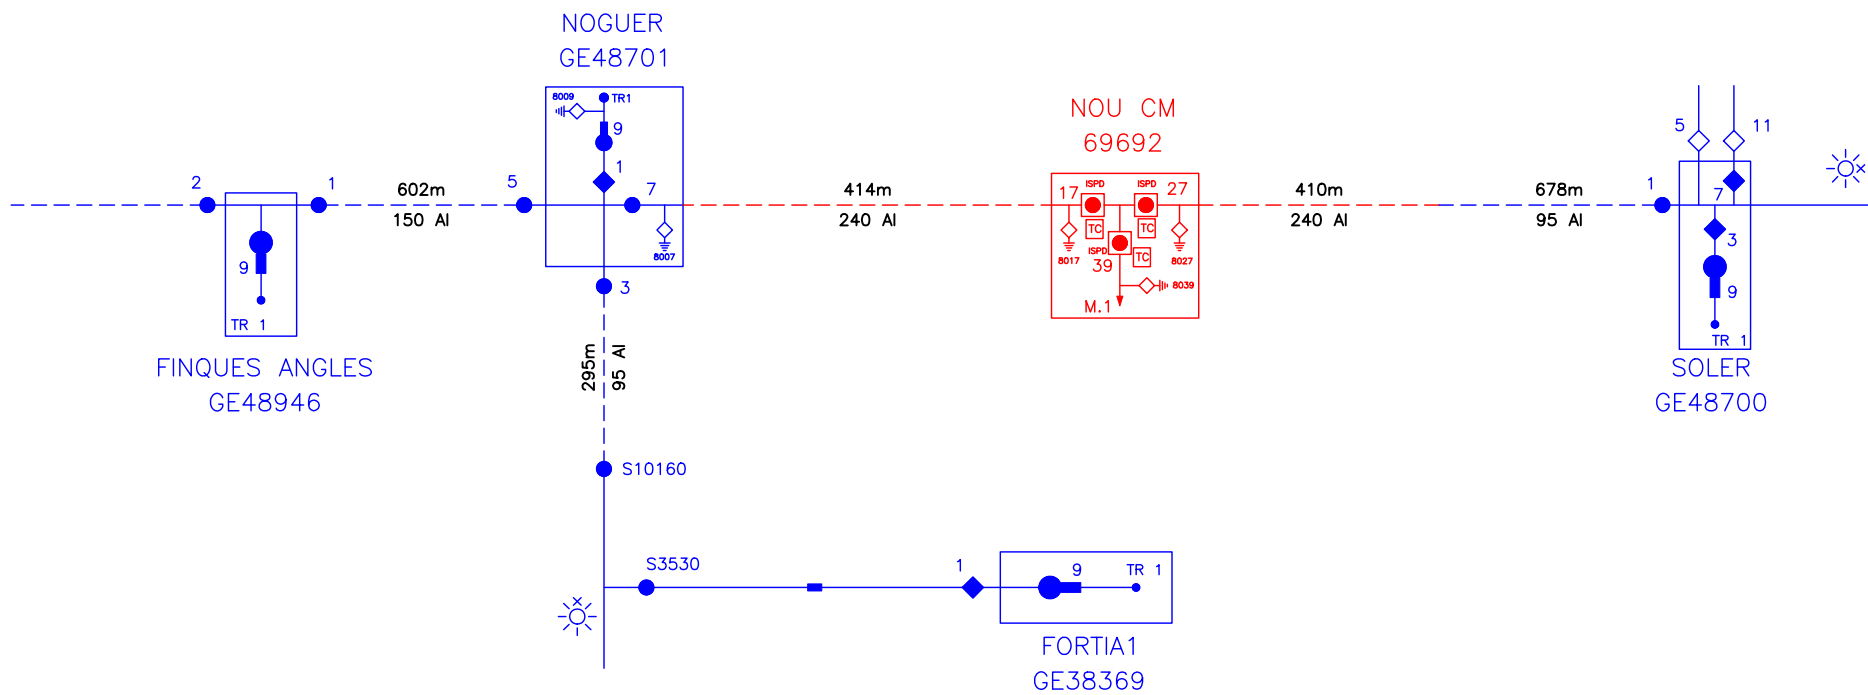 NOGUER
GE48701
8009
TR1
9
1
5
7
8007
3
2
1
602m
150 Al
9
TR 1
FINQUES ANGLES
GE48946
414m
240 Al
NOU CM
69692
17
ISPD
ISPD
27
TC
TC
8017
ISPD
39
TC
8027
8039
M.1
410m
240 Al
678m
95 Al
5
11
1
7
3
9
TR 1
SOLER
GE48700
295m
95 Al
S10160
S3530
1
9
TR 1
FORTIA1
GE38369